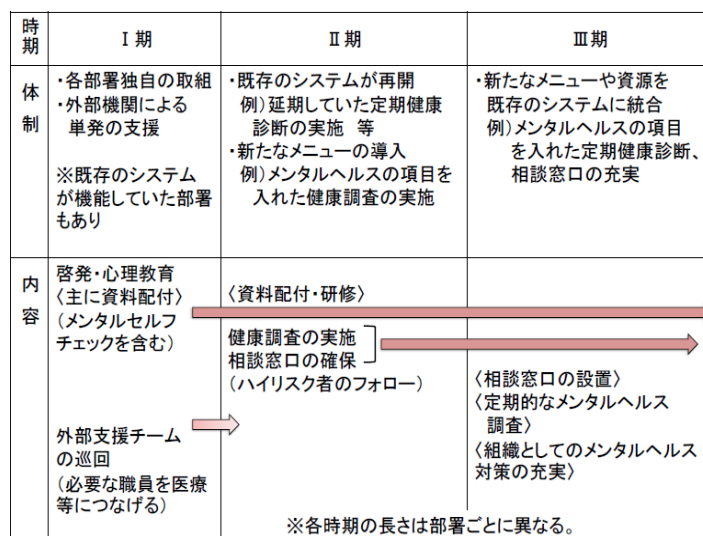 時期
Ⅰ期
Ⅱ期
Ⅲ期
体制
・各部署独自の取組
・外部機関による
単発の支援
※既存のシステム
が機能していた部署
もあり
・既存のシステムが再開
例)延期していた定期健康
診断の実施 等
・新たなメニューの導入
例)メンタルヘルスの項目を
入れた健康調査の実施
・新たなメニューや資源を
既存のシステムに統合
例)メンタルヘルスの項目
を入れた定期健康診断、
相談窓口の充実
内容
啓発・心理教育
〈主に資料配付〉
(メンタルセルフ
チェックを含む)
外部支援チーム
の巡回
(必要な職員を医療
等につなげる)
〈資料配付・研修〉
健康調査の実施
相談窓口の確保
(ハイリスク者のフォロー)
〈相談窓口の設置〉
〈定期的なメンタルヘルス
調査〉
〈組織としてのメンタルヘルス
対策の充実〉
※各時期の長さは部署ごとに異なる。